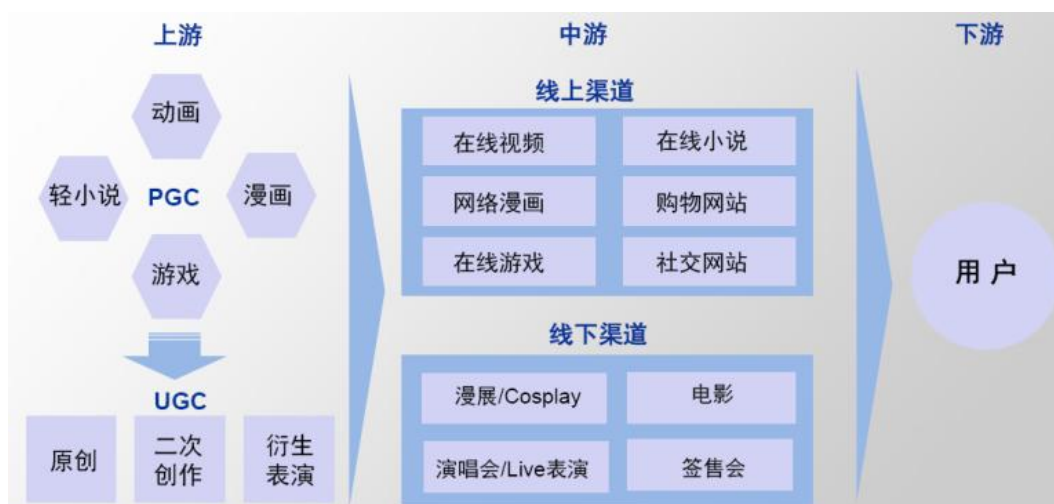 上游
动画
轻小说
PGC
漫画
游戏
UGC
原创
二次
创作
衍生
表演
中游
线上渠道
在线视频
在线小说
网络漫画
购物网站
在线游戏
社交网站
线下渠道
漫展/Cosplay
电影
演唱会/Live表演
签售会
下游
用户